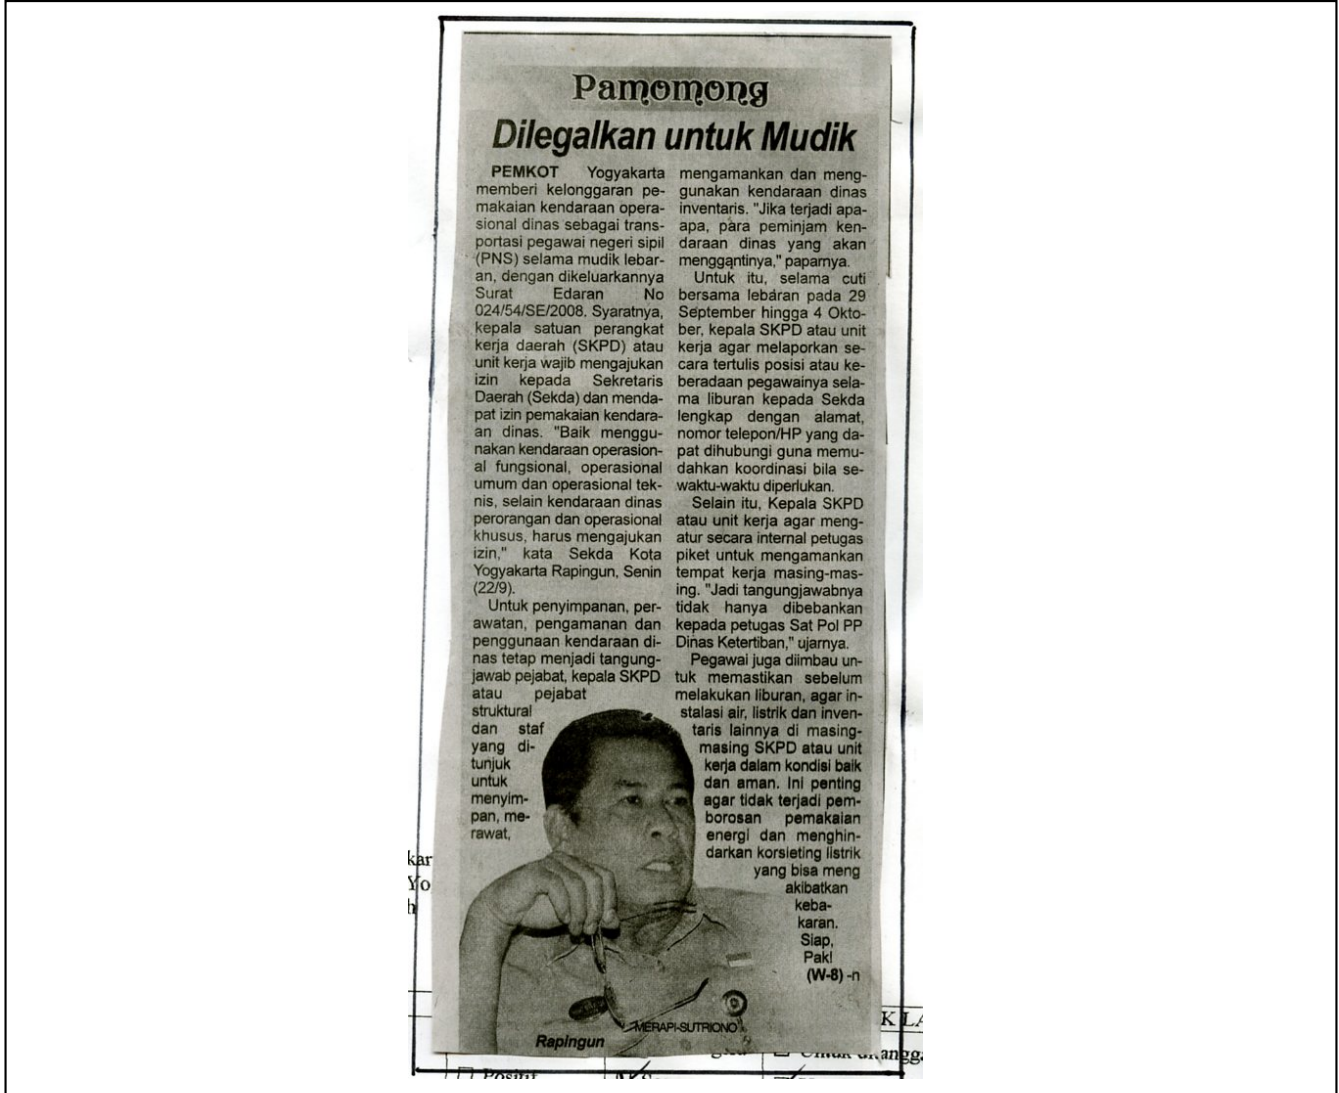 Pamomong
Dilegalkan untuk Mudik
PEMKOT Yogyakarta
memberi kelonggaran pe-
makaian kendaraan opera-
sional dinas sebagai trans-
portasi pegawai negeri sipil
(PNS) selama mudik lebar-
an, dengan dikeluarkannya
Surat Edaran No
024/54/SE/2008. Syaratnya,
kepala satuan perangkat
kerja daerah (SKPD) atau
unit kerja wajib mengajukan
izin kepada Sekretaris
Daerah (Sekda) dan menda-
pat izin pemakaian kendara-
an dinas. "Baik menggu-
nakan kendaraan operasion-
al fungsional, operasional
umum dan operasional tek-
nis, selain kendaraan dinas
perorangan dan operasional
khusus, harus mengajukan
izin," kata Sekda Kota
Yogyakarta Rapingun, Senin
(22/9).
Untuk penyimpanan, per-
awatan, pengamanan dan
penggunaan kendaraan di-
nas tetap menjadi tangung-
jawab pejabat, kepala SKPD
atau pejabat
struktural
dan staf
yang di-
tunjuk
untuk
menyim-
pan, me-
rawat,
mengamankan dan meng-
gunakan kendaraan dinas
inventaris. "Jika terjadi apa-
apa, para peminjam ken-
daraan dinas yang akan
menggantinya," paparnya.
Untuk itu, selama cuti
bersama lebaran pada 29
September hingga 4 Okto-
ber, kepala SKPD atau unit
kerja agar melaporkan se-
cara tertulis posisi atau ke-
beradaan pegawainya sela-
ma liburan kepada Sekda
lengkap dengan alamat,
nomor telepon/HP yang da-
pat dihubungi guna memu-
dahkan koordinasi bila se-
waktu-waktu diperlukan.
Selain itu, Kepala SKPD
atau unit kerja agar meng-
atur secara internal petugas
piket untuk mengamankan
tempat kerja masing-mas-
ing. "Jadi tangungjawabnya
tidak hanya dibebankan
kepada petugas Sat Pol PP
Dinas Ketertiban," ujarnya.
Pegawai juga diimbau un-
tuk memastikan sebelum
melakukan liburan, agar in-
stalasi air, listrik dan inven-
taris lainnya di masing-
masing SKPD atau unit
kerja dalam kondisi baik
dan aman. Ini penting
agar tidak terjadi pem-
borosan pemakaian
energi dan menghin-
darkan korsleting listrik
yang bisa meng
akibatkan
keba-
karan.
Siap,
Pak!
(W-8) -n
MERAPI-SUTRIONO
Rapingun
kar
Yo
h
K LA